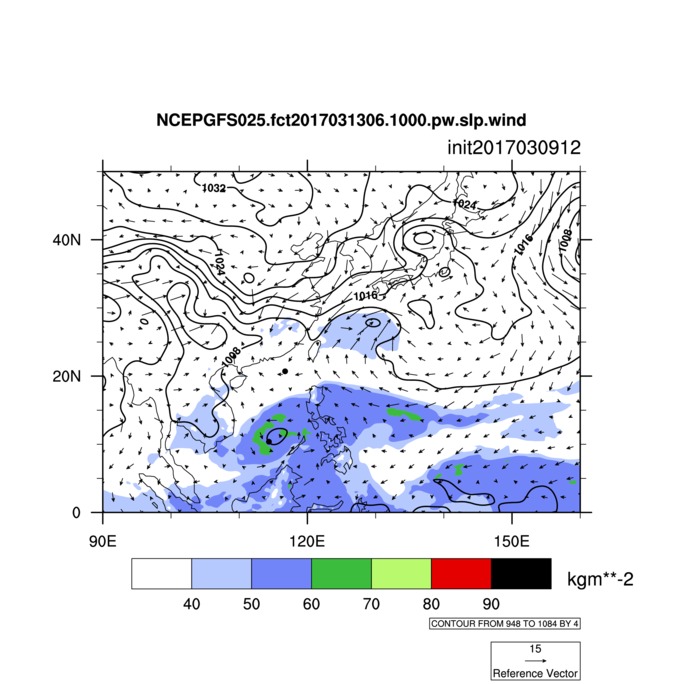 NCEPGFS025.fct2017031306.1000.pw.slp.wind
init2017030912
1032
1024
40N
1024
1016
1008
1016
1008
20N
0
90E 120E 150E
40 50 60 70 80 90
kgm**-2
CONTOUR FROM 948 TO 1084 BY 4
15
Reference Vector